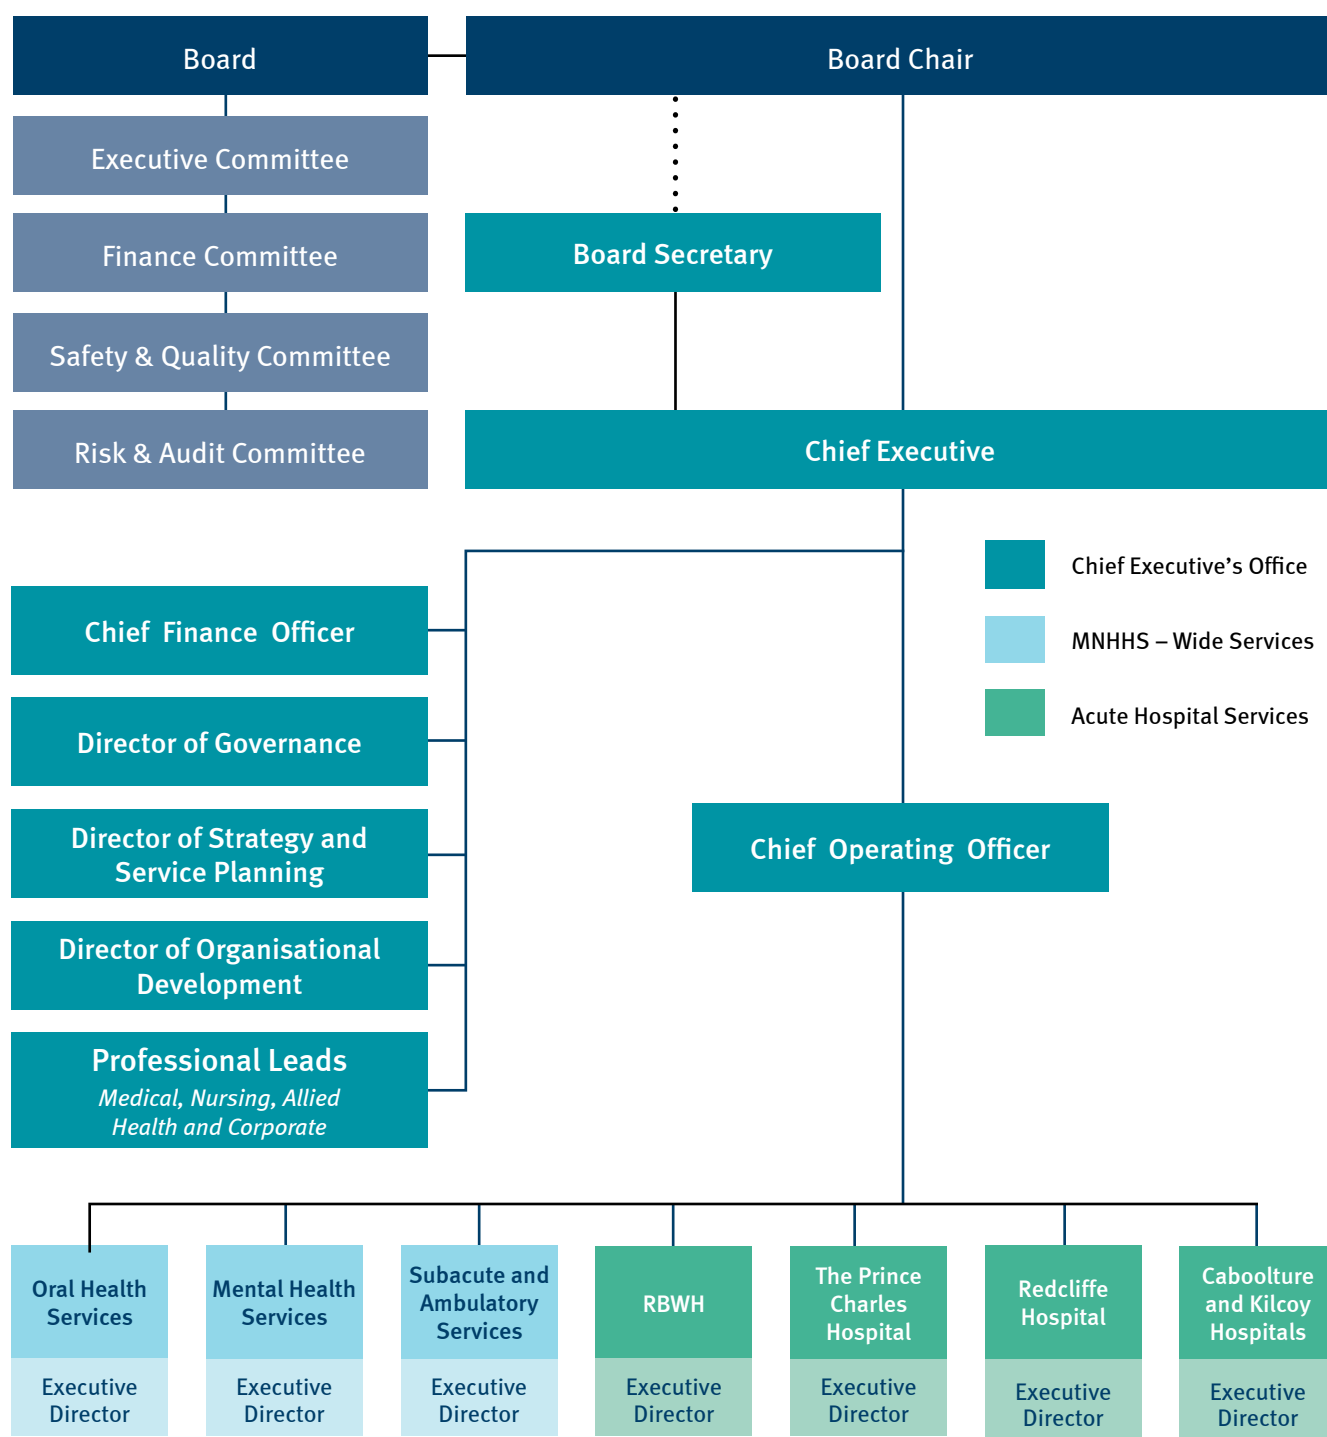 Board
Board Chair
Executive Committee
Finance Committee
Board Secretary
Safety & Quality Committee
Risk & Audit Committee
Chief Executive
Chief Executive’s Office
MNHHS – Wide Services
Acute Hospital Services
Chief Finance Officer
Director of Governance
Director of Strategy and
Service Planning
Director of Organisational
Development
Professional Leads
Medical, Nursing, Allied
Health and Corporate
Chief Operating Officer
Oral Health
Services
Executive
Director
Mental Health
Services
Executive
Director
Subacute and
Ambulatory
Services
Executive
Director
RBWH
Executive
Director
The Prince
Charles
Hospital
Executive
Director
Redcliffe
Hospital
Executive
Director
Caboolture
and Kilcoy
Hospitals
Executive
Director